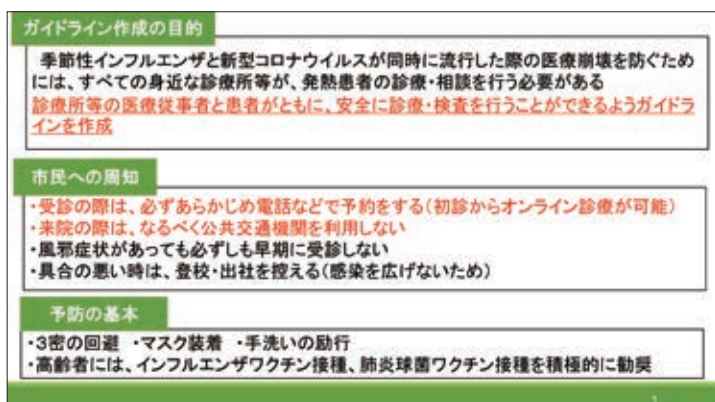 ガイドライン作成の目的
季節性インフルエンザと新型コロナウイルスが同時に流行した際の医療崩壊を防ぐため
には、すべての身近な診療所等が、発熱患者の診療・相談を行う必要がある
診療所等の医療従事者と患者がともに、安全に診療・検査を行うことができるようガイドラ
インを作成
市民への周知
・受診の際は、必ずあらかじめ電話などで予約をする(初診からオンライン診療が可能)
・来院の際は、なるべく公共交通機関を利用しない
・風邪症状があっても必ずしも早期に受診しない
・具合の悪い時は、登校・出社を控える(感染を広げないため)
予防の基本
・3密の回避 ・マスク装着 ・手洗いの励行
・高齢者には、インフルエンザワクチン接種、肺炎球菌ワクチン接種を積極的に勧奨
1